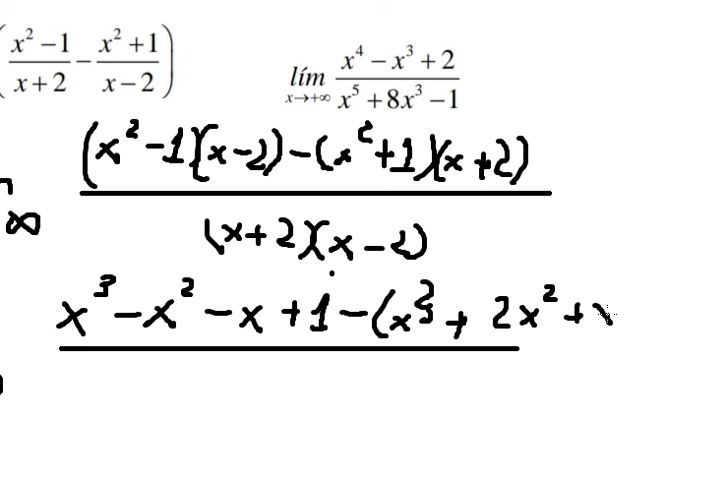 ( (x² − 1)/(x + 2) − (x² + 1)/(x − 2) )
lím x→+∞ (x⁴ − x³ + 2)/(x⁵ + 8x³ − 1)
(x² − 1)(x − 2) − (x² + 1)(x + 2)
∞
(x + 2)(x − 2)
x³ − x² − x + 1 − (x³ + 2x² +